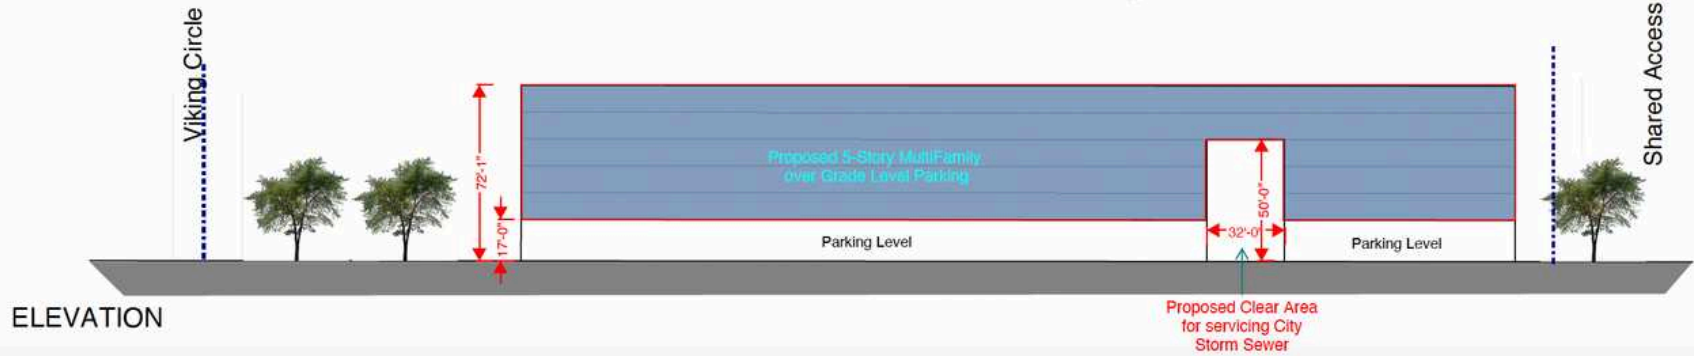 Viking Circle
Shared Access
72'-1"
17'-0"
Proposed 5-Story MultiFamily
over Grade Level Parking
50'-0"
32'-0"
Parking Level
Parking Level
Proposed Clear Area
for servicing City
Storm Sewer
ELEVATION